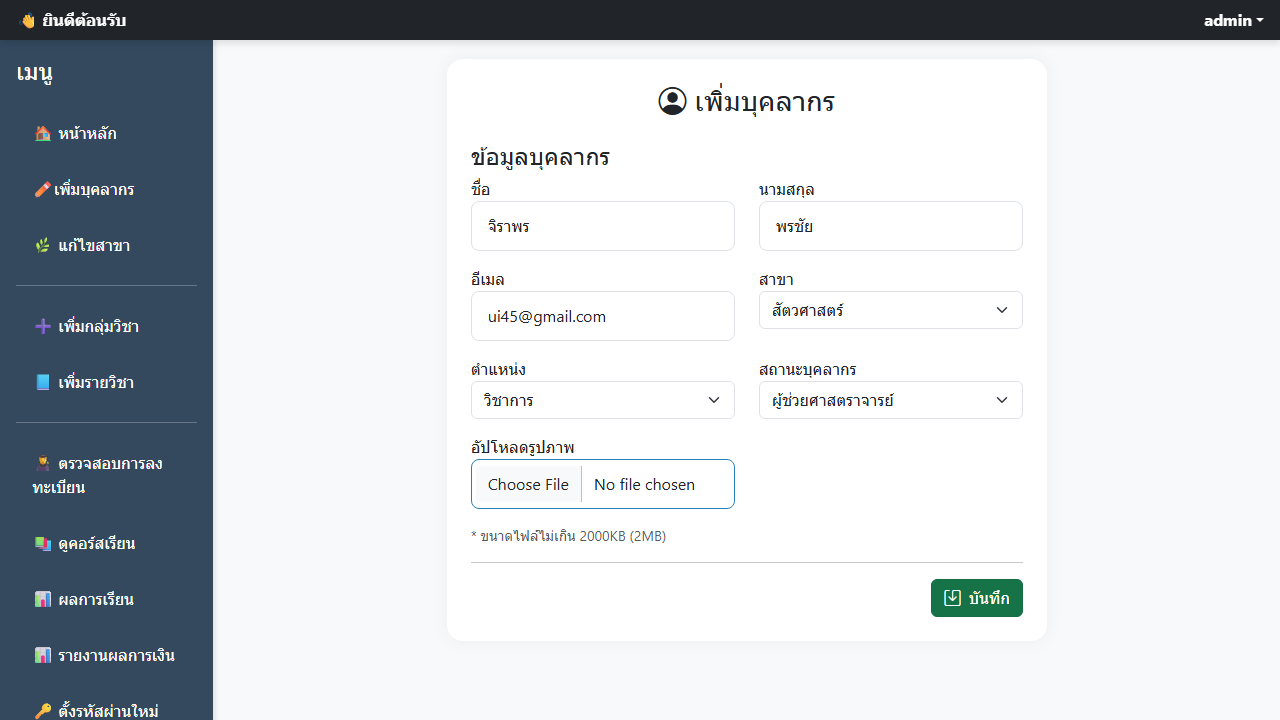 👋 ยินดีต้อนรับ
admin
เมนู
🏠 หน้าหลัก
เพิ่มบุคลากร
🌿 แก้ไขสาขา
➕ เพิ่มกลุ่มวิชา
📘 เพิ่มรายวิชา
ตรวจสอบการลง
ทะเบียน
📚 ดูคอร์สเรียน
📊 ผลการเรียน
📊 รายงานผลการเงิน
🔑 ตั้งรหัสผ่านใหม่
เพิ่มบุคลากร
ข้อมูลบุคลากร
ชื่อ
นามสกุล
จิราพร
พรชัย
อีเมล
สาขา
ui45@gmail.com
สัตวศาสตร์
ตำแหน่ง
สถานะบุคลากร
วิชาการ
ผู้ช่วยศาสตราจารย์
อัปโหลดรูปภาพ
Choose File No file chosen
* ขนาดไฟล์ไม่เกิน 2000KB (2MB)
บันทึก